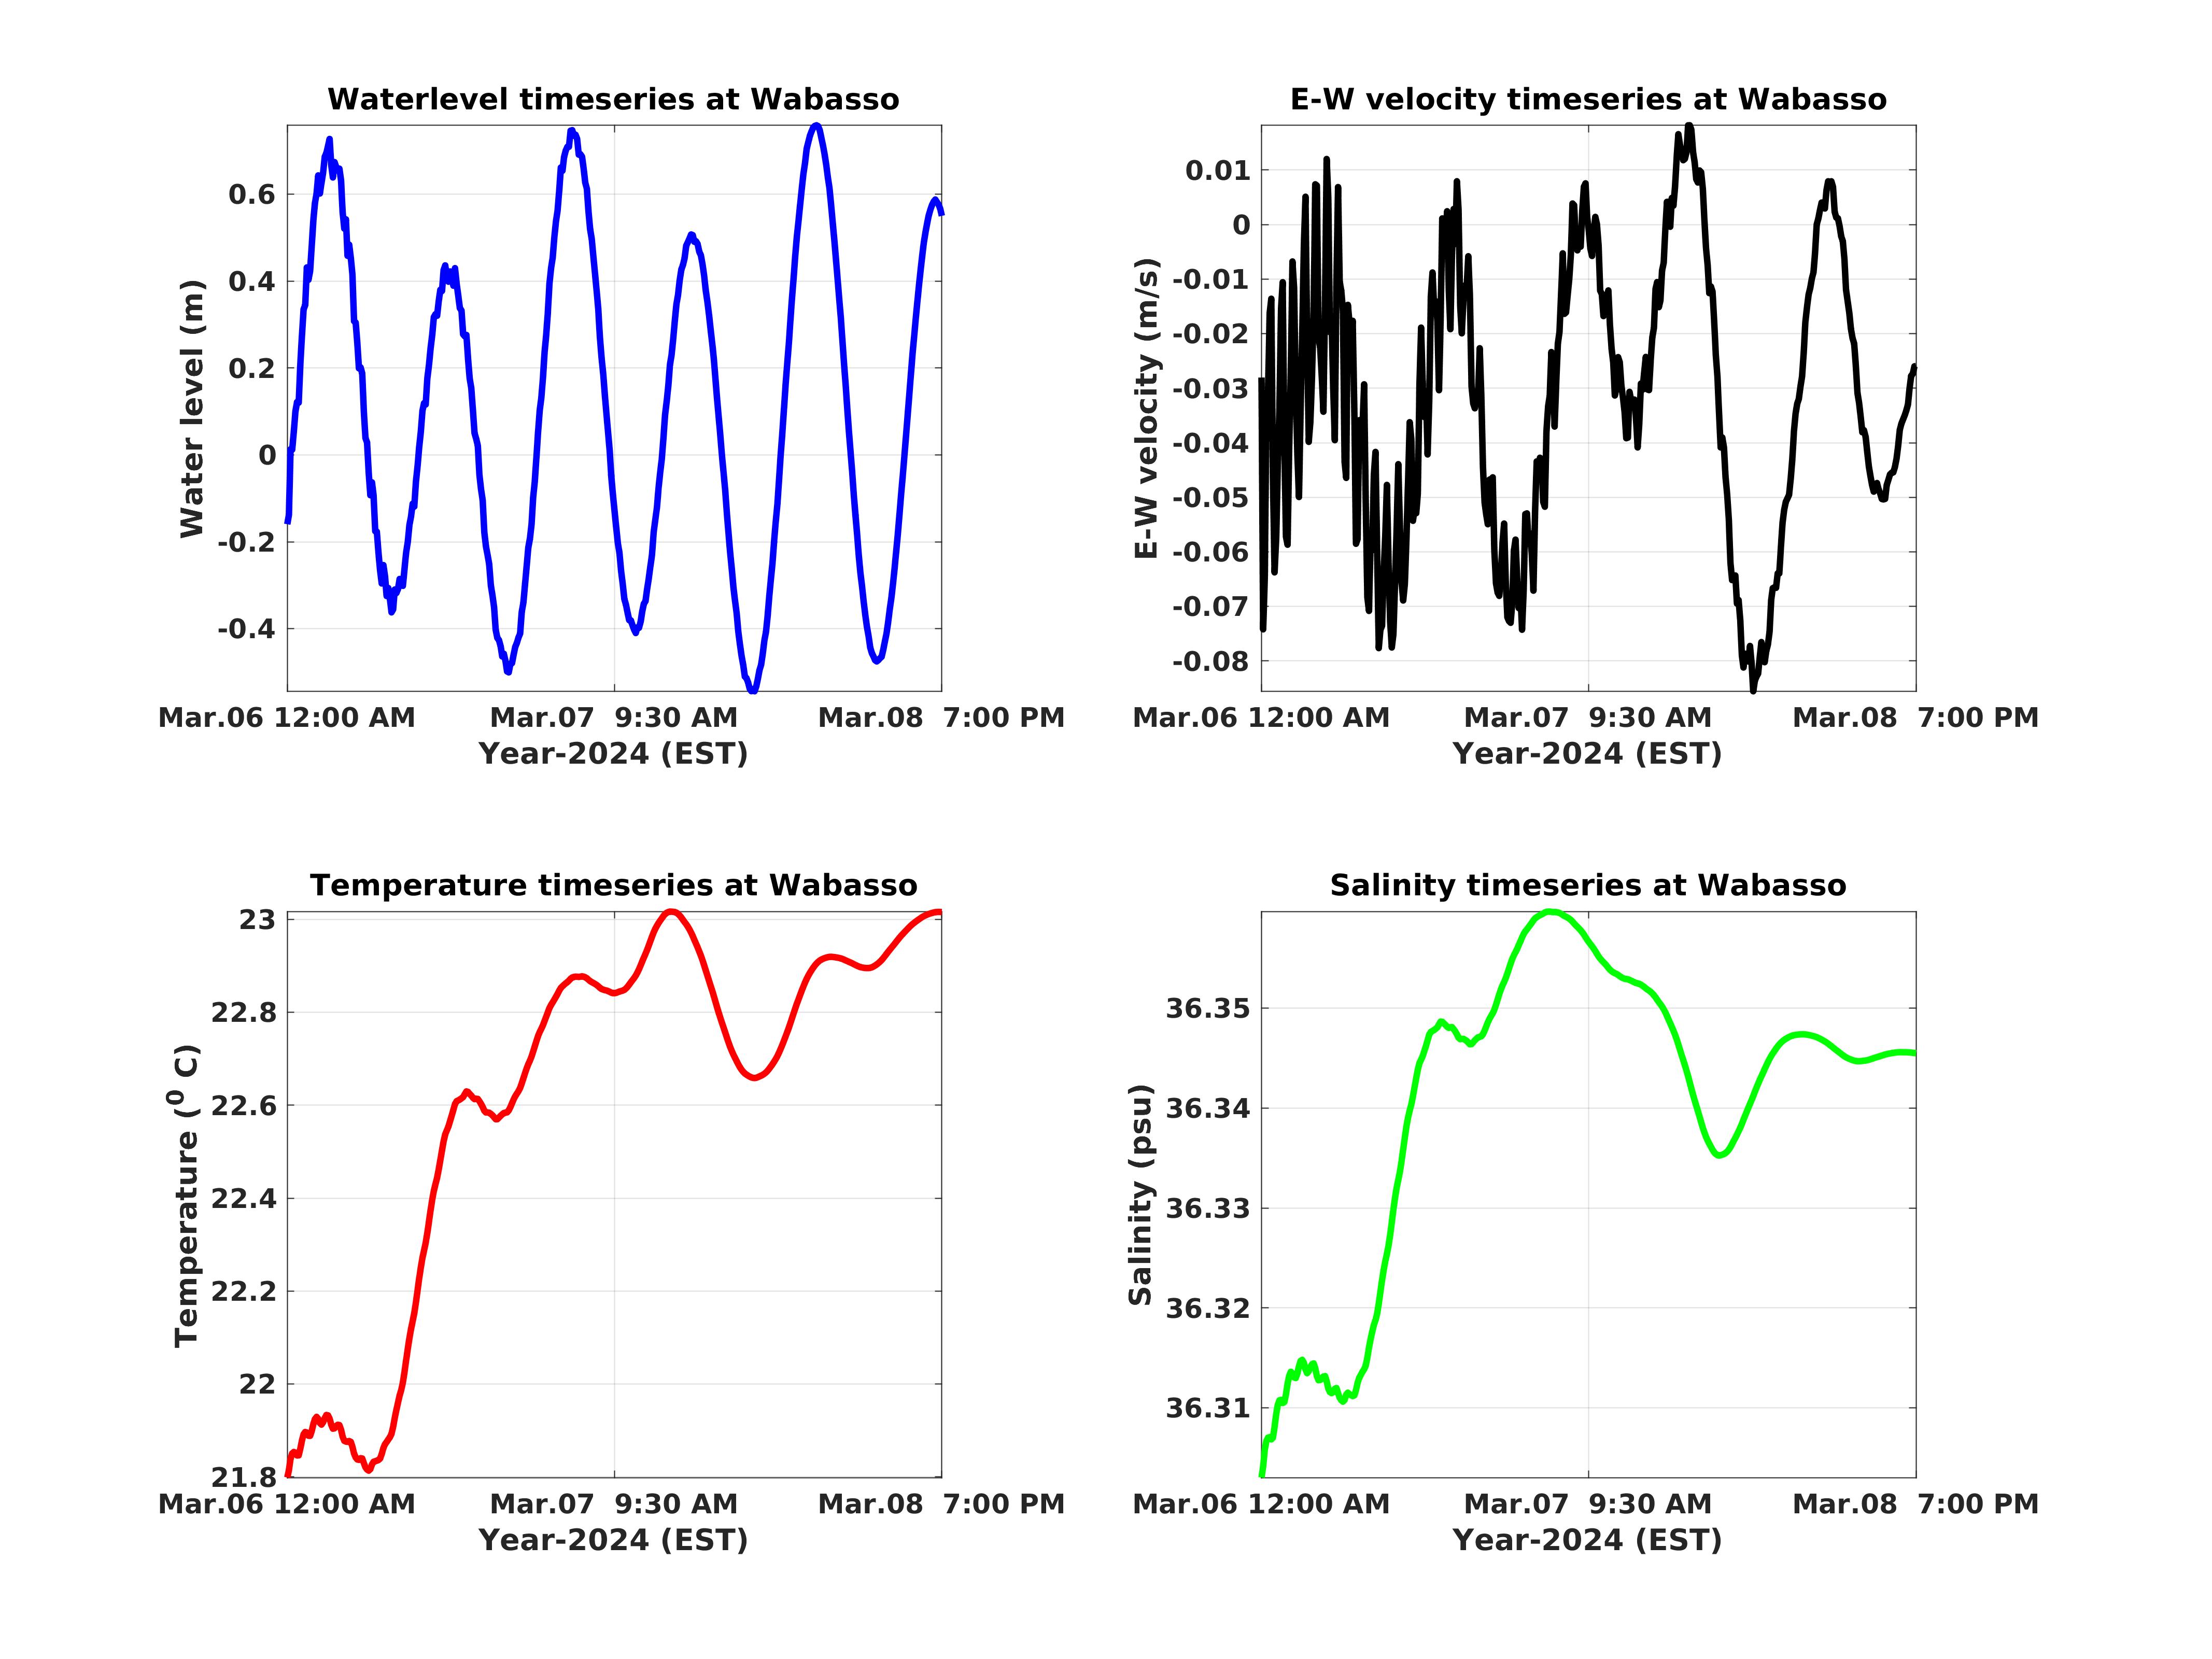 Waterlevel timeseries at Wabasso
0.6
0.4
0.2
0
-0.2
-0.4
Water level (m)
Mar.06 12:00 AM Mar.07 9:30 AM Mar.08 7:00 PM
Year-2024 (EST)
E-W velocity timeseries at Wabasso
0.01
0
-0.01
-0.02
-0.03
-0.04
-0.05
-0.06
-0.07
-0.08
E-W velocity (m/s)
Mar.06 12:00 AM Mar.07 9:30 AM Mar.08 7:00 PM
Year-2024 (EST)
Temperature timeseries at Wabasso
23
22.8
22.6
22.4
22.2
22
21.8
Temperature (⁰ C)
Mar.06 12:00 AM Mar.07 9:30 AM Mar.08 7:00 PM
Year-2024 (EST)
Salinity timeseries at Wabasso
36.35
36.34
36.33
36.32
36.31
Salinity (psu)
Mar.06 12:00 AM Mar.07 9:30 AM Mar.08 7:00 PM
Year-2024 (EST)